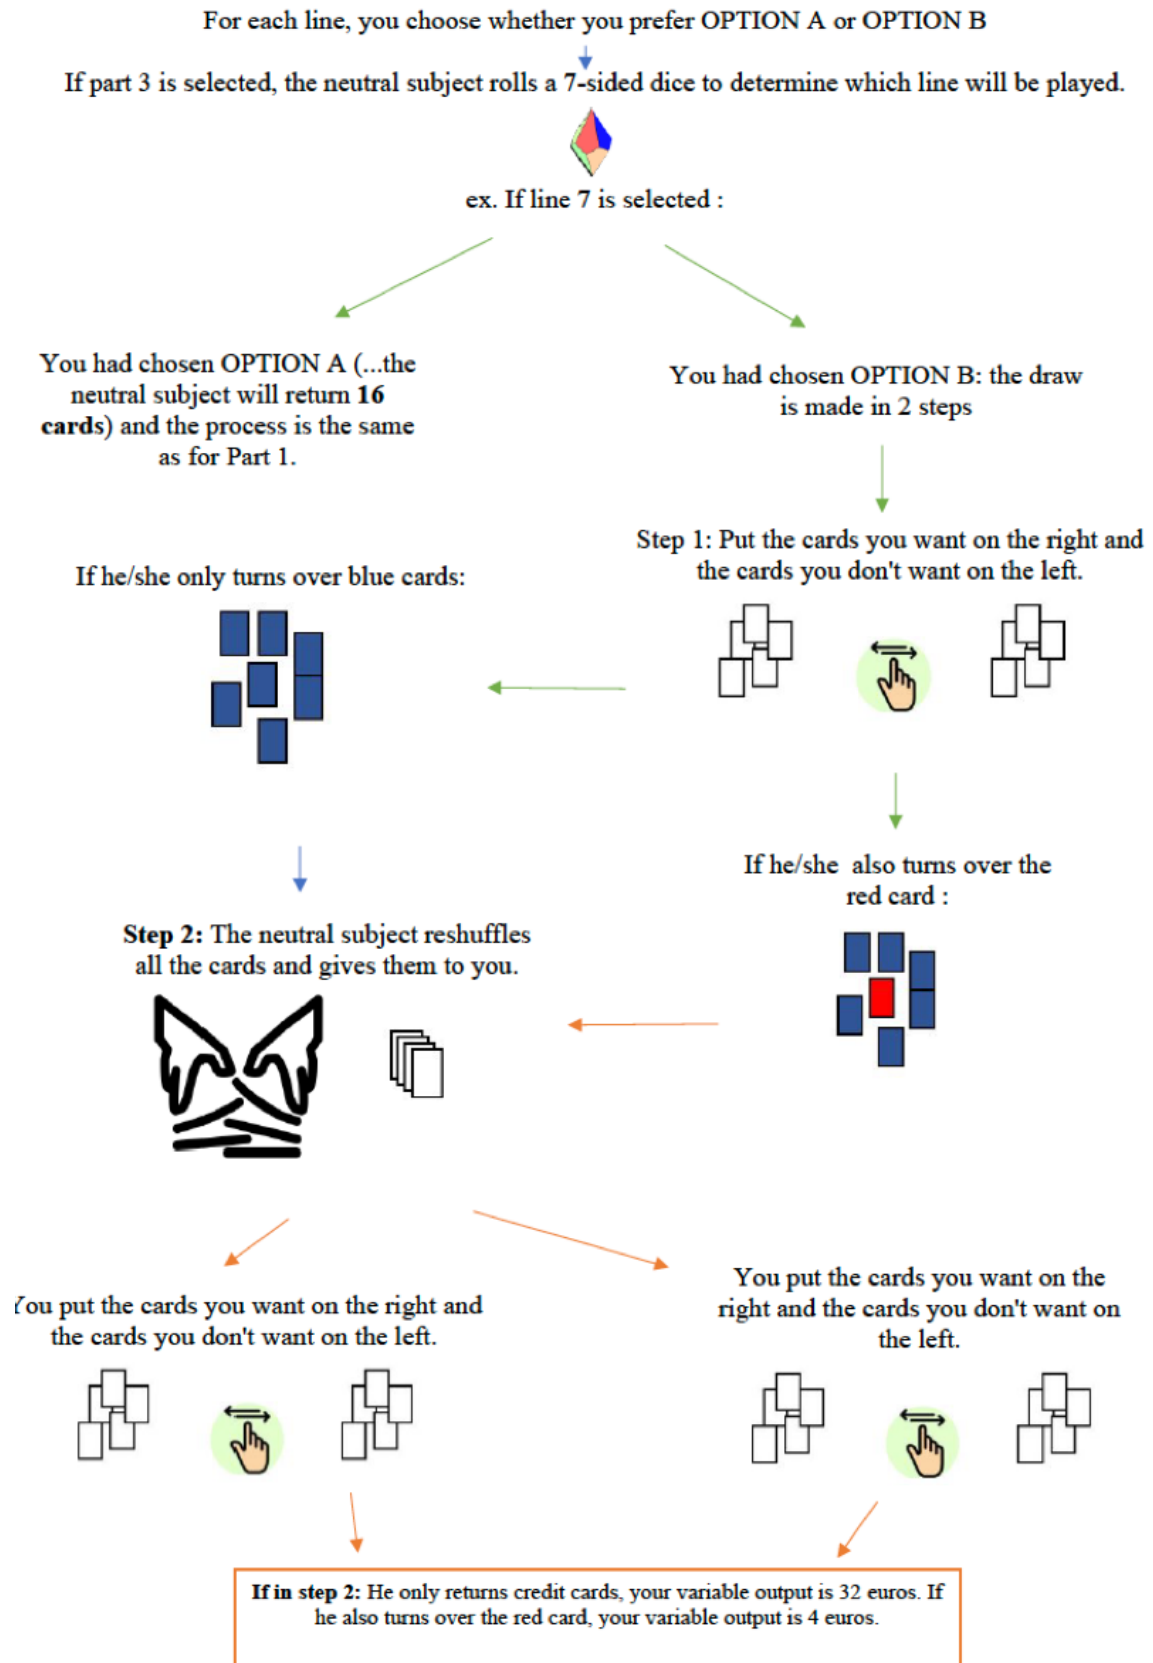 For each line, you choose whether you prefer OPTION A or OPTION B
If part 3 is selected, the neutral subject rolls a 7-sided dice to determine which line will be played.
ex. If line 7 is selected :
You had chosen OPTION A (...the
neutral subject will return 16
cards) and the process is the same
as for Part 1.
You had chosen OPTION B: the draw
is made in 2 steps
Step 1: Put the cards you want on the right and
the cards you don't want on the left.
If he/she only turns over blue cards:
If he/she also turns over the
red card :
Step 2: The neutral subject reshuffles
all the cards and gives them to you.
You put the cards you want on the right and
the cards you don't want on the left.
You put the cards you want on the
right and the cards you don't want on
the left.
If in step 2: He only returns credit cards, your variable output is 32 euros. If
he also turns over the red card, your variable output is 4 euros.